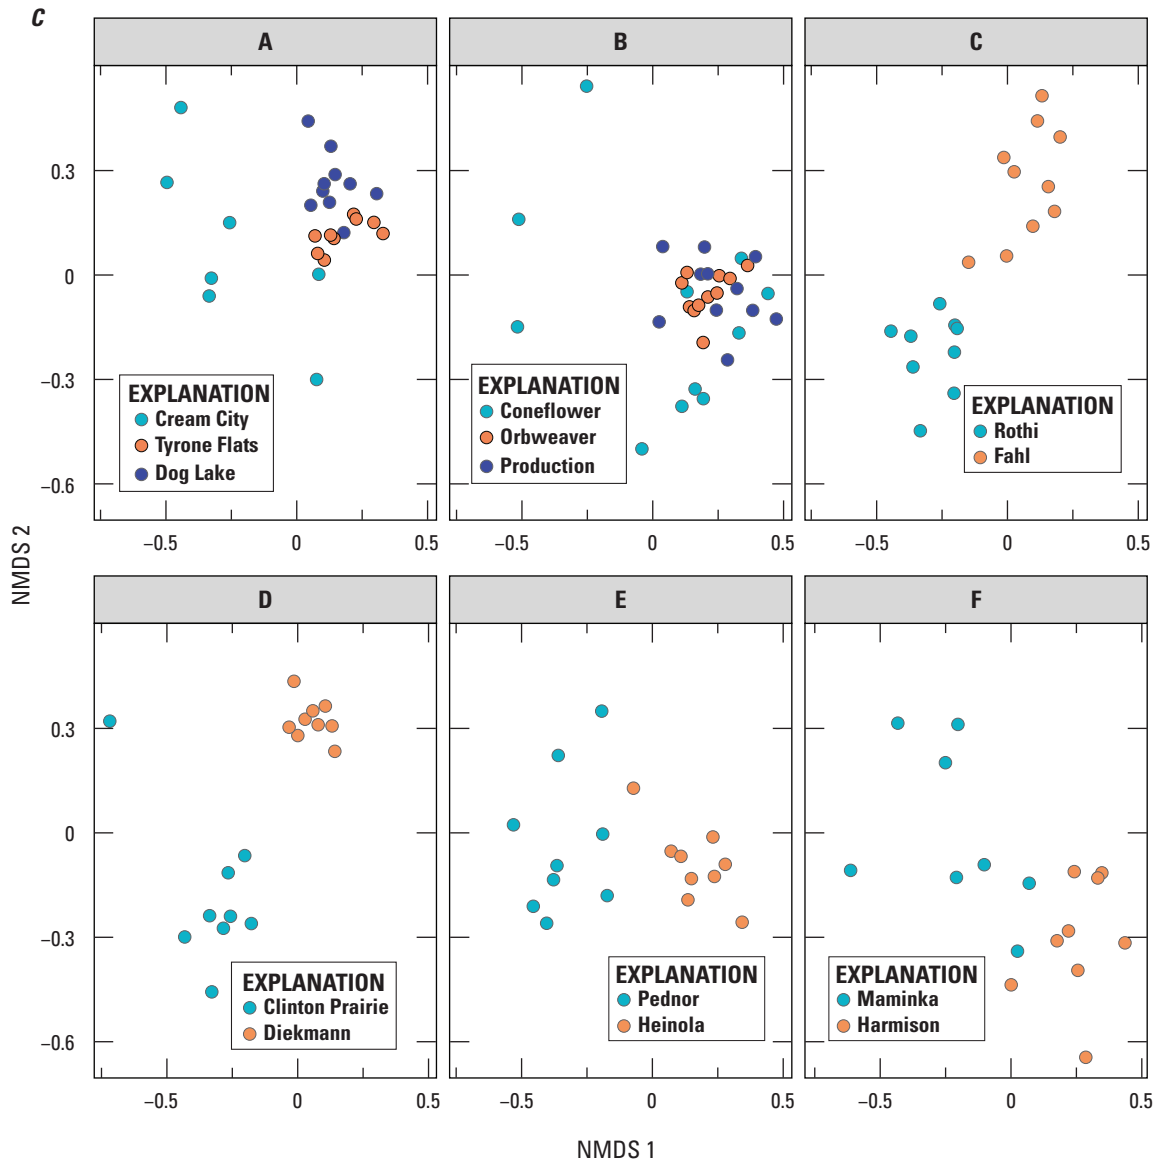 C
A B C
0.3
0
−0.3
−0.6
EXPLANATION
Cream City
Tyrone Flats
Dog Lake
EXPLANATION
Coneflower
Orbweaver
Production
EXPLANATION
Rothi
Fahl
−0.5 0 0.5 −0.5 0 0.5 −0.5 0 0.5
NMDS 2
D E F
0.3
0
−0.3
−0.6
EXPLANATION
Clinton Prairie
Diekmann
EXPLANATION
Pednor
Heinola
EXPLANATION
Maminka
Harmison
−0.5 0 0.5 −0.5 0 0.5 −0.5 0 0.5
NMDS 1